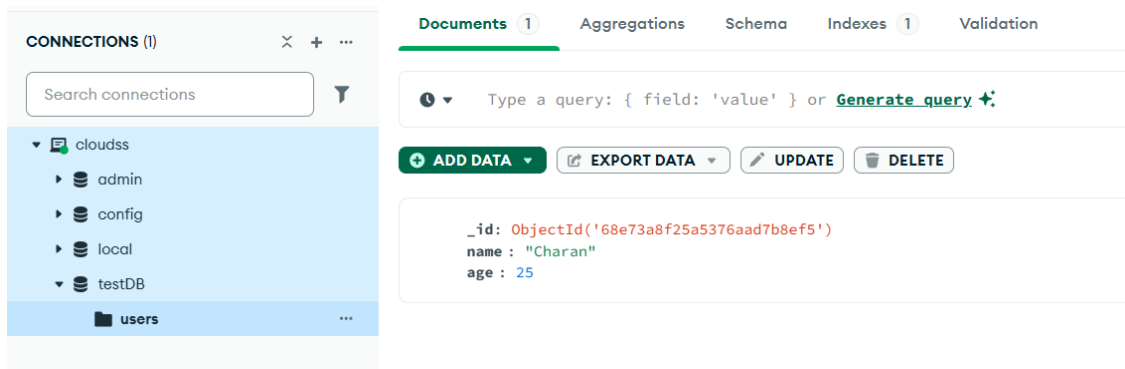 CONNECTIONS (1)
Search connections
cloudss
admin
config
local
testDB
users
Documents 1 Aggregations Schema Indexes 1 Validation
Type a query: { field: 'value' } or Generate query
ADD DATA EXPORT DATA UPDATE DELETE
_id: ObjectId('68e73a8f25a5376aad7b8ef5')
name : "Charan"
age : 25